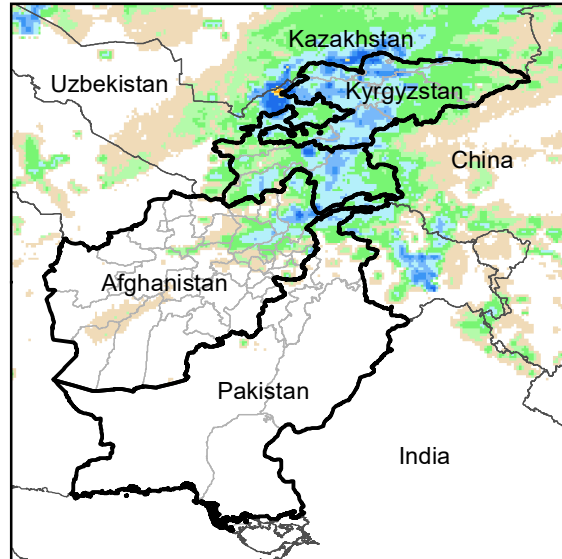 Kazakhstan
Uzbekistan
Kyrgyzstan
China
Afghanistan
Pakistan
India